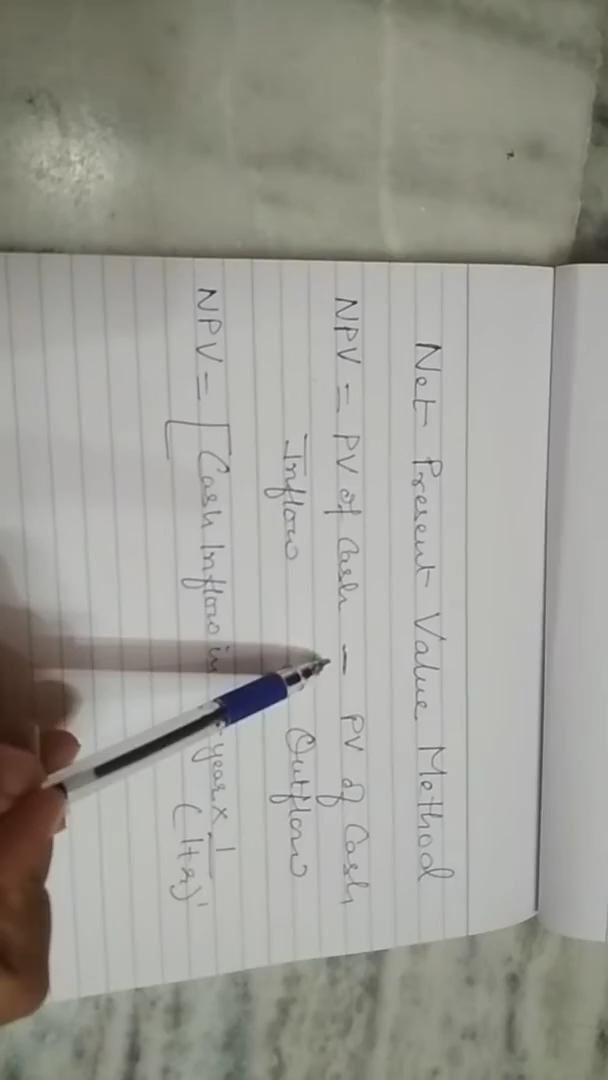 Net Present Value Method
NPV = PV of Cash - PV of Cash
Inflow Outflow
NPV = [ Cash Inflow in year × 1
(1+r)¹